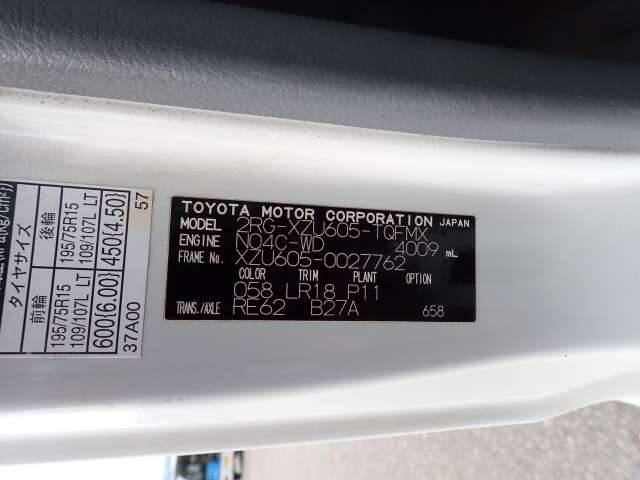 TOYOTA MOTOR CORPORATION JAPAN
MODEL 2RG-XZU605-TQFMX
ENGINE N04C-WD 4009 mL
FRAME No. XZU605-0027762
COLOR TRIM PLANT OPTION
058 LR18 P11
TRANS./AXLE RE62 B27A 658
タイヤサイズ
前輪 後輪
195/75R15 195/75R15
109/107L LT 109/107L LT
600{6.00} 450{4.50}
37A00 57